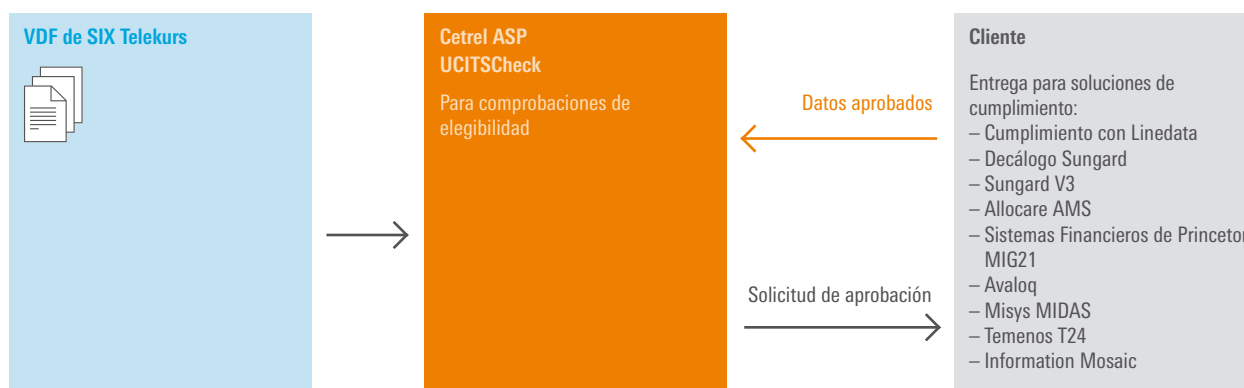 VDF de SIX Telekurs
Cetrel ASP
UCITSCheck
Para comprobaciones de
elegibilidad
Datos aprobados
Solicitud de aprobación
Cliente
Entrega para soluciones de
cumplimiento:
– Cumplimiento con Linedata
– Decálogo Sungard
– Sungard V3
– Allocare AMS
– Sistemas Financieros de Princeton
MIG21
– Avaloq
– Misys MIDAS
– Temenos T24
– Information Mosaic